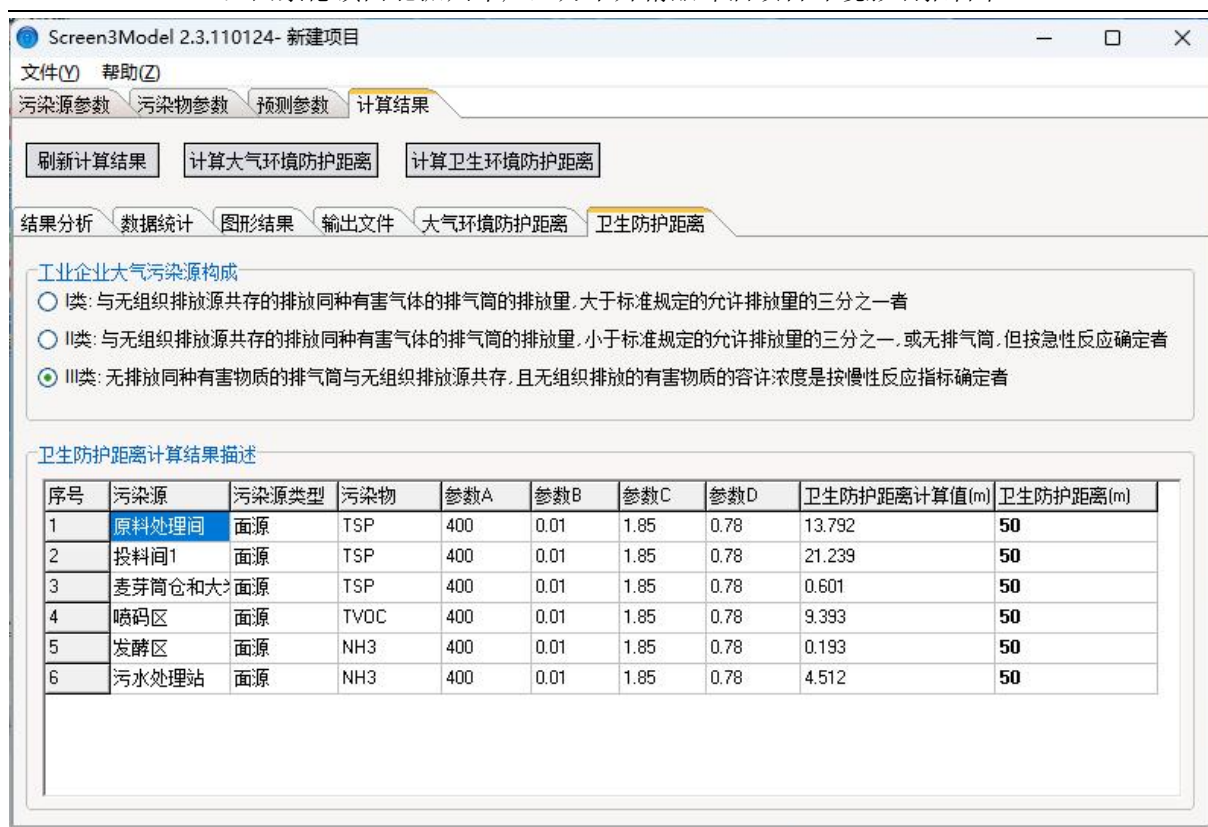 Screen3Model 2.3.110124- 新建项目
文件(Y) 帮助(Z)
污染源参数 污染物参数 预测参数 计算结果
刷新计算结果 计算大气环境防护距离 计算卫生环境防护距离
结果分析 数据统计 图形结果 输出文件 大气环境防护距离 卫生防护距离
工业企业大气污染源构成
I类: 与无组织排放源共存的排放同种有害气体的排气筒的排放量,大于标准规定的允许排放量的三分之一者
II类: 与无组织排放源共存的排放同种有害气体的排气筒的排放量,小于标准规定的允许排放量的三分之一,或无排气筒,但按急性反应确定者
III类: 无排放同种有害物质的排气筒与无组织排放源共存,且无组织排放的有害物质的容许浓度是按慢性反应指标确定者
卫生防护距离计算结果描述
序号 污染源 污染源类型 污染物 参数A 参数B 参数C 参数D 卫生防护距离计算值(m) 卫生防护距离(m)
1 原料处理间 面源 TSP 400 0.01 1.85 0.78 13.792 50
2 投料间1 面源 TSP 400 0.01 1.85 0.78 21.239 50
3 麦芽筒仓和大 面源 TSP 400 0.01 1.85 0.78 0.601 50
4 喷码区 面源 TVOC 400 0.01 1.85 0.78 9.393 50
5 发酵区 面源 NH3 400 0.01 1.85 0.78 0.193 50
6 污水处理站 面源 NH3 400 0.01 1.85 0.78 4.512 50